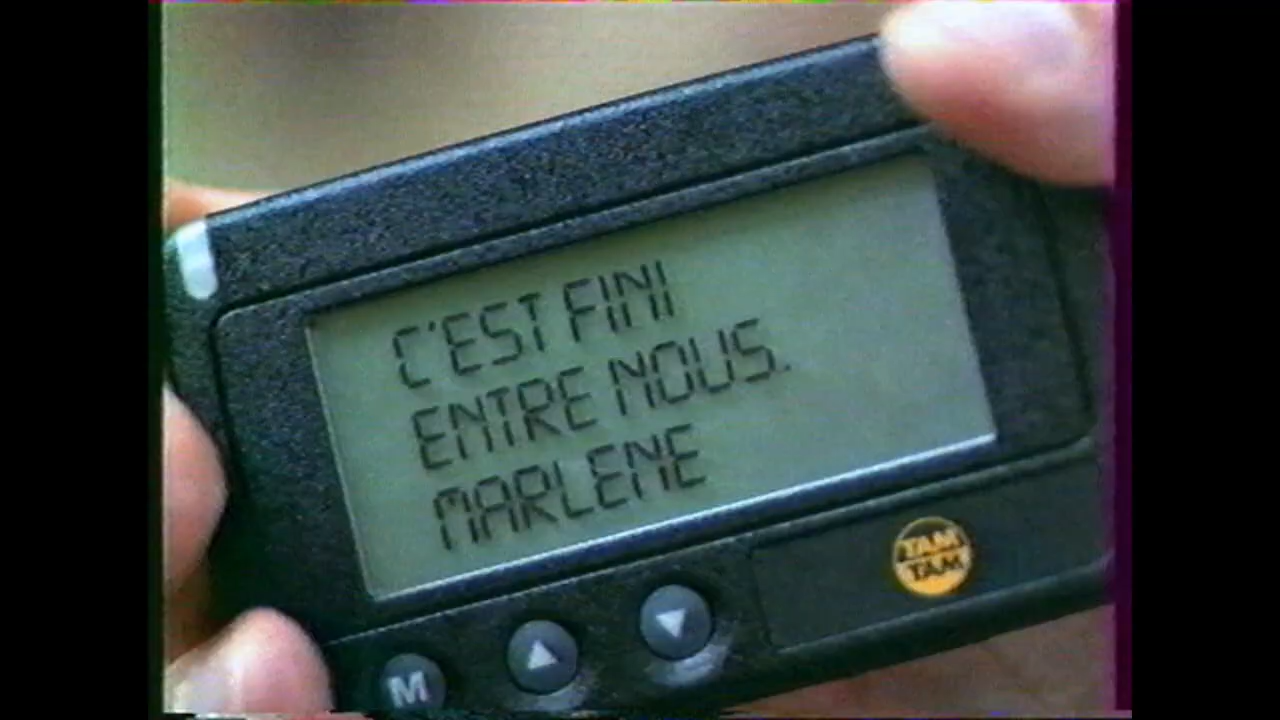 C'EST FINI
ENTRE NOUS.
MARLENE
TAM
TAM
M